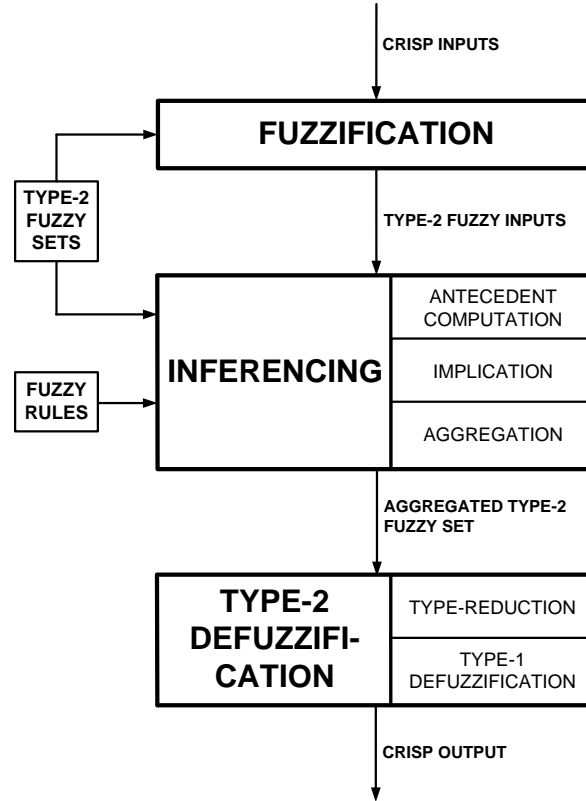 CRISP INPUTS
FUZZIFICATION
TYPE-2
FUZZY
SETS
TYPE-2 FUZZY INPUTS
INFERENCING
ANTECEDENT
COMPUTATION
IMPLICATION
AGGREGATION
FUZZY
RULES
AGGREGATED TYPE-2
FUZZY SET
TYPE-2
DEFUZZIFI-
CATION
TYPE-REDUCTION
TYPE-1
DEFUZZIFICATION
CRISP OUTPUT